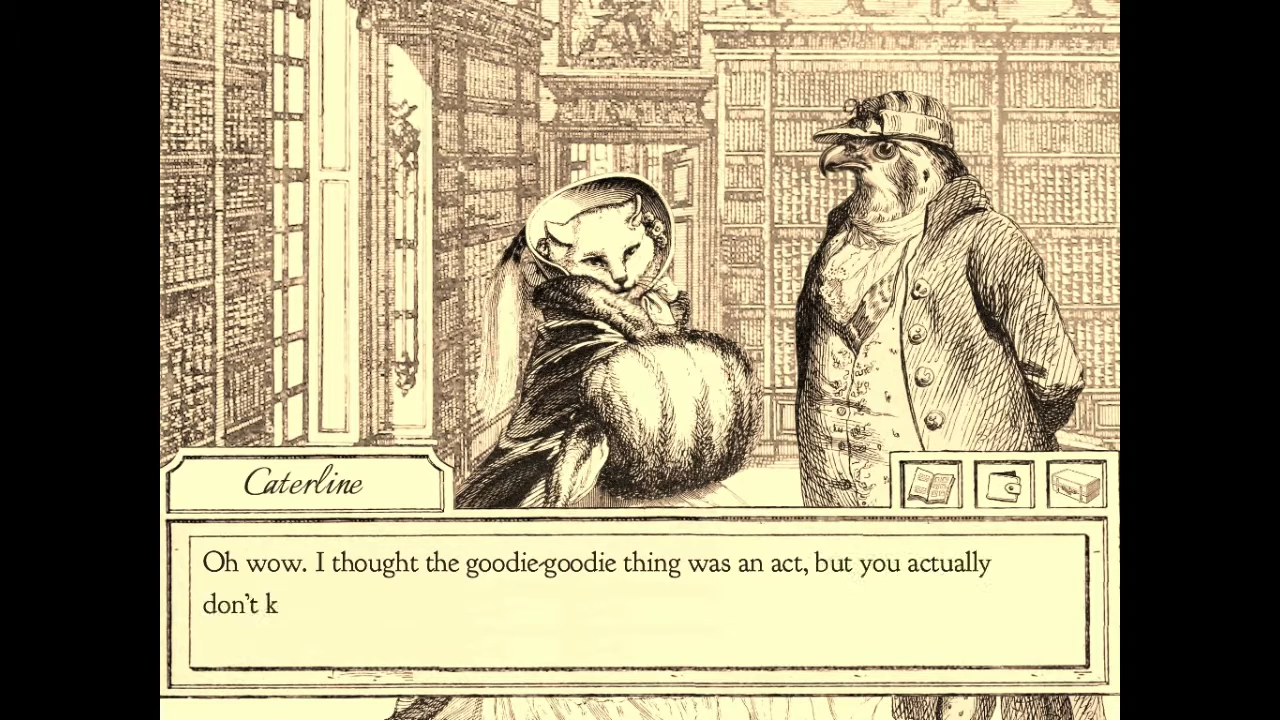 Caterline
Oh wow. I thought the goodie-goodie thing was an act, but you actually
don't k